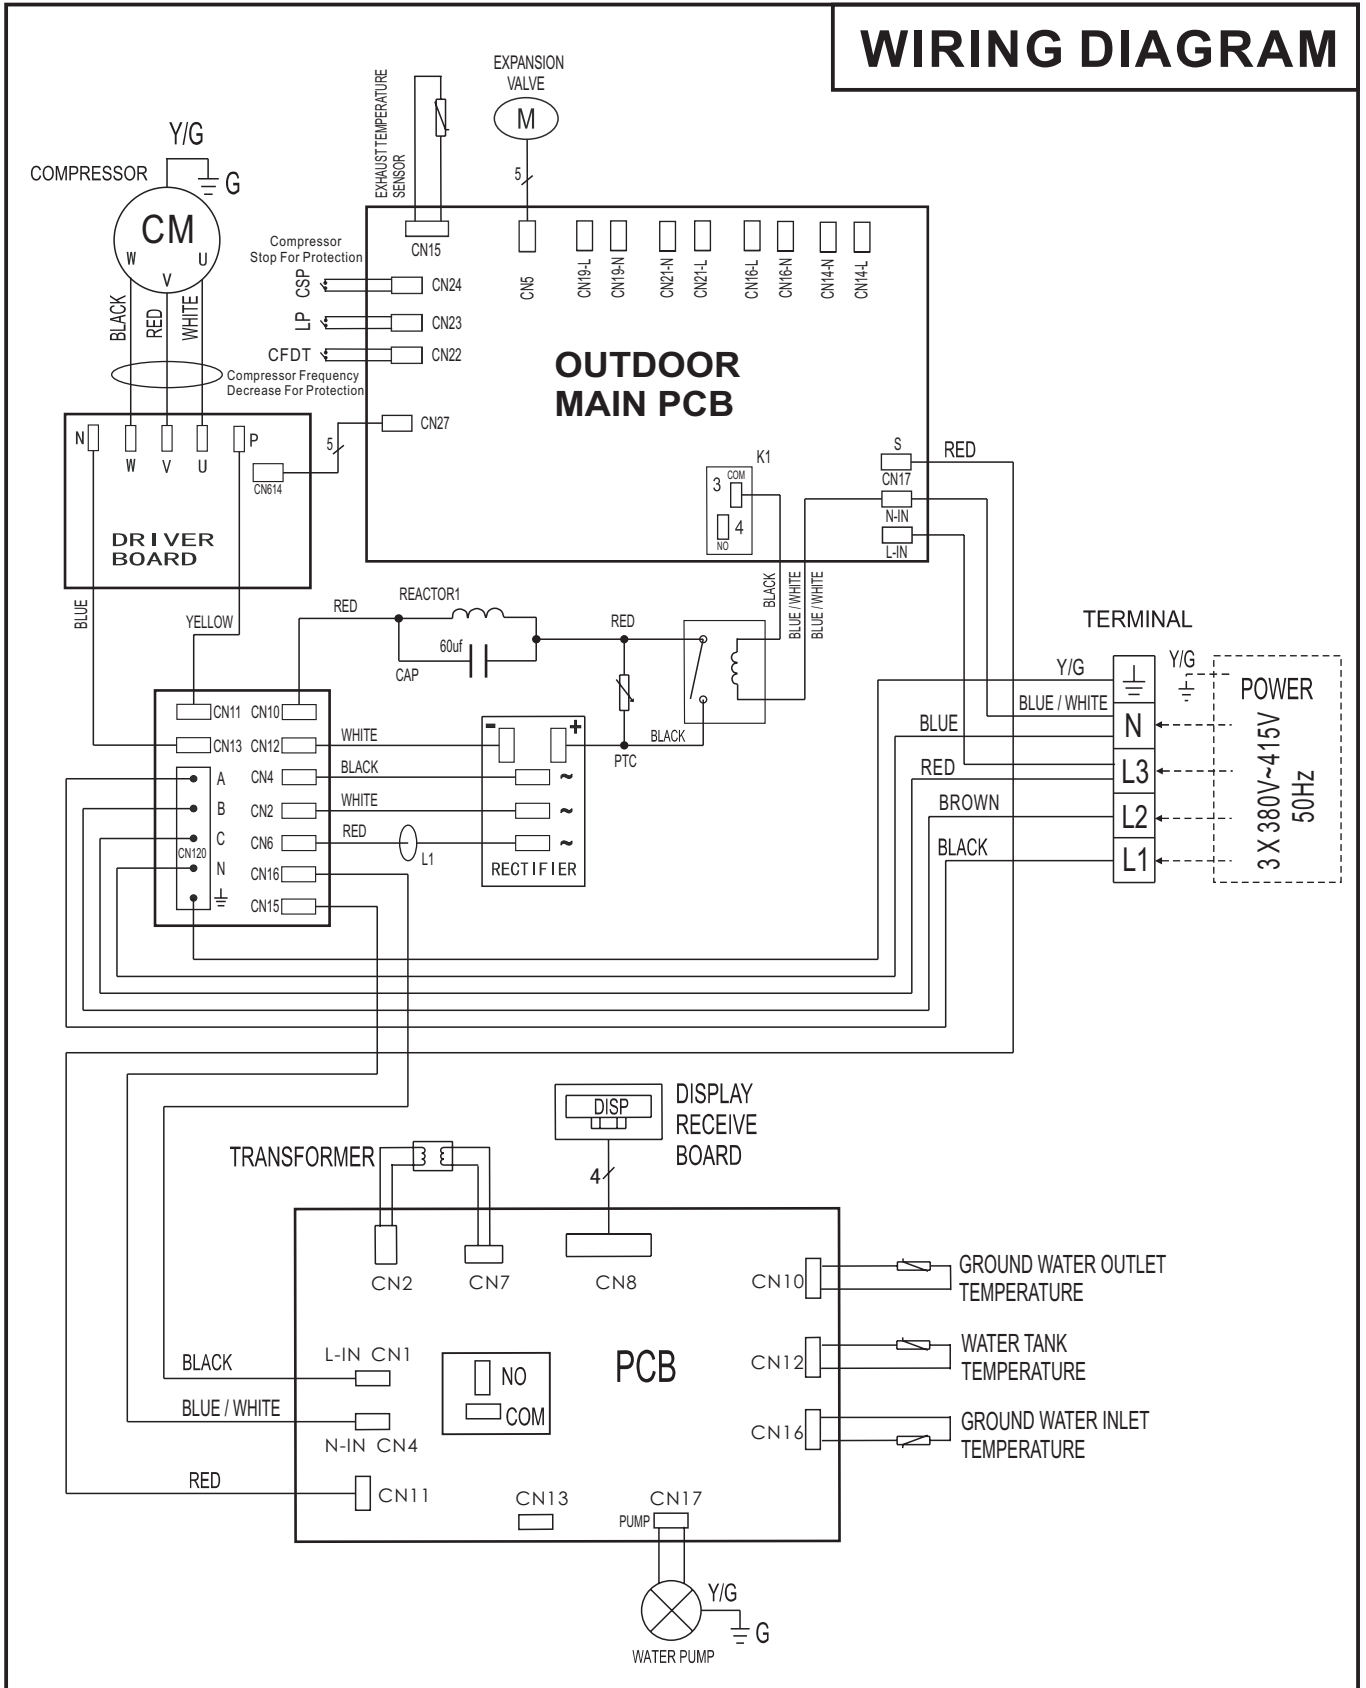 WIRING DIAGRAM
EXPANSION
VALVE
M
5
EXHAUST TEMPERATURE
SENSOR
Y/G
COMPRESSOR
G
CM
W
U
V
BLACK
RED
WHITE
Compressor
Stop For Protection
CSP
LP
CFDT
Compressor Frequency
Decrease For Protection
CN15
CN24
CN23
CN22
CN27
CN5
CN19-L
CN19-N
CN21-N
CN21-L
CN16-L
CN16-N
CN14-N
CN14-L
OUTDOOR
MAIN PCB
K1
3
COM
4
NO
S
CN17
N-IN
L-IN
RED
N
W
V
U
P
CN614
5
DRIVER
BOARD
BLUE
YELLOW
RED
REACTOR1
60uf
CAP
RED
BLACK
BLUE / WHITE
BLUE / WHITE
PTC
BLACK
CN11
CN10
CN13
CN12
A
CN4
B
CN2
C
CN6
CN120
N
CN16
CN15
WHITE
BLACK
WHITE
RED
L1
-
+
~
~
~
RECTIFIER
TERMINAL
Y/G
BLUE / WHITE
BLUE
RED
BROWN
BLACK
N
L3
L2
L1
Y/G
POWER
3 X 380V~415V
50Hz
TRANSFORMER
DISP
DISPLAY
RECEIVE
BOARD
4
CN2
CN7
CN8
CN10
GROUND WATER OUTLET
TEMPERATURE
PCB
CN12
WATER TANK
TEMPERATURE
CN16
GROUND WATER INLET
TEMPERATURE
BLACK
L-IN CN1
NO
COM
BLUE / WHITE
N-IN CN4
RED
CN11
CN13
CN17
PUMP
Y/G
G
WATER PUMP